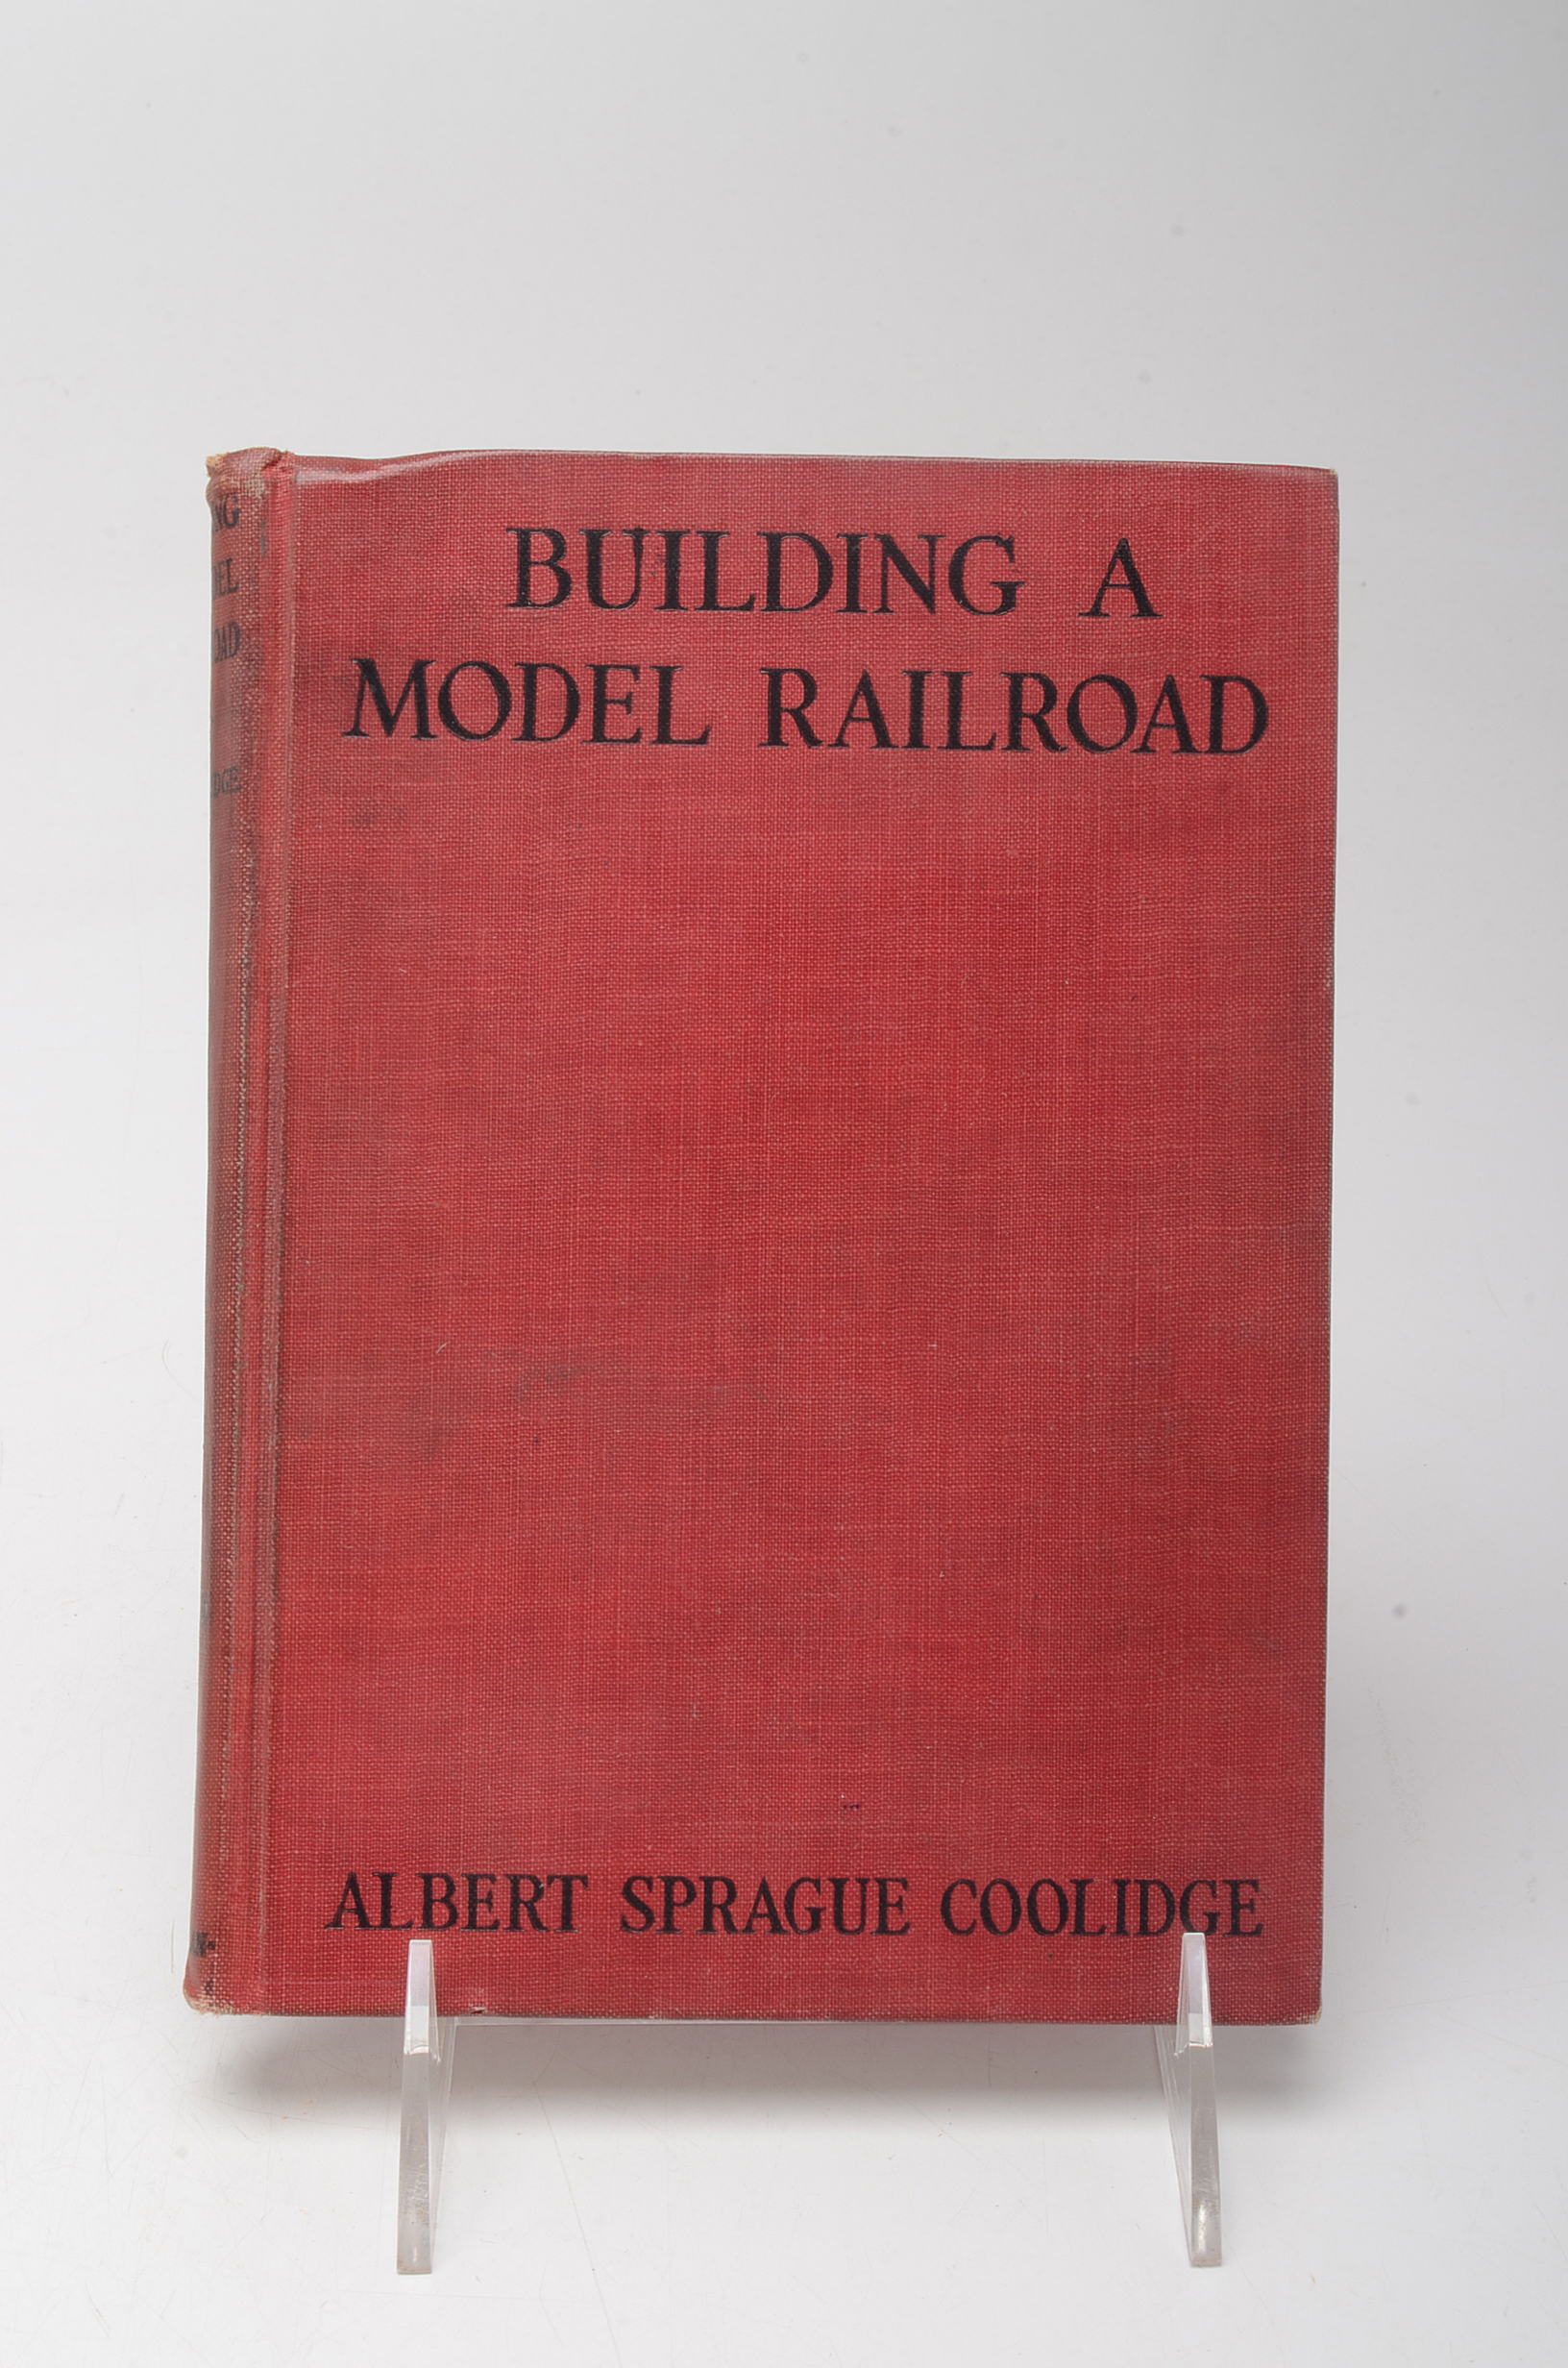 BUILDING A
MODEL RAILROAD
ALBERT SPRAGUE COOLIDGE